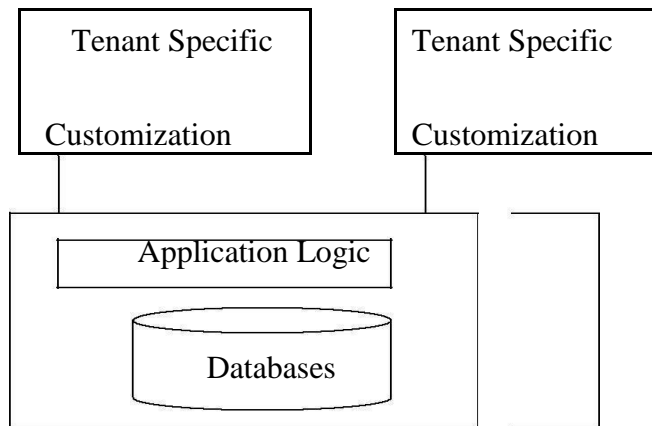 Tenant Specific
Customization
Tenant Specific
Customization
Application Logic
Databases